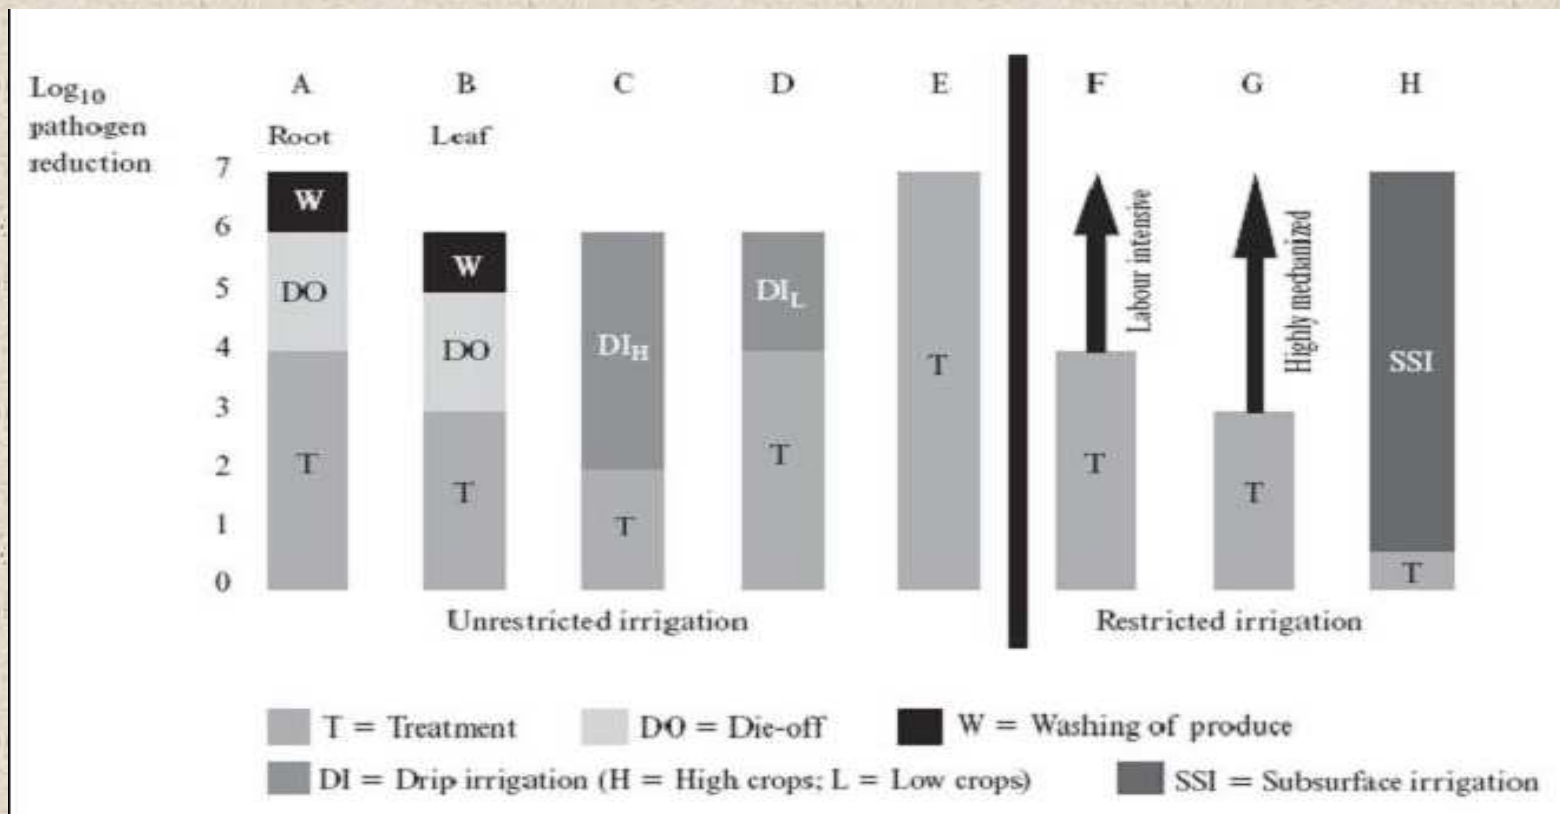 Log10 pathogen reduction
A B C D E F G H
Root Leaf
7
6
5
4
3
2
1
0
W
DO
T
W
DO
T
DIH
T
DIL
T
T
Labour intensive
T
Highly mechanized
T
SSI
T
Unrestricted irrigation Restricted irrigation
T = Treatment DO = Die-off W = Washing of produce
DI = Drip irrigation (H = High crops; L = Low crops) SSI = Subsurface irrigation